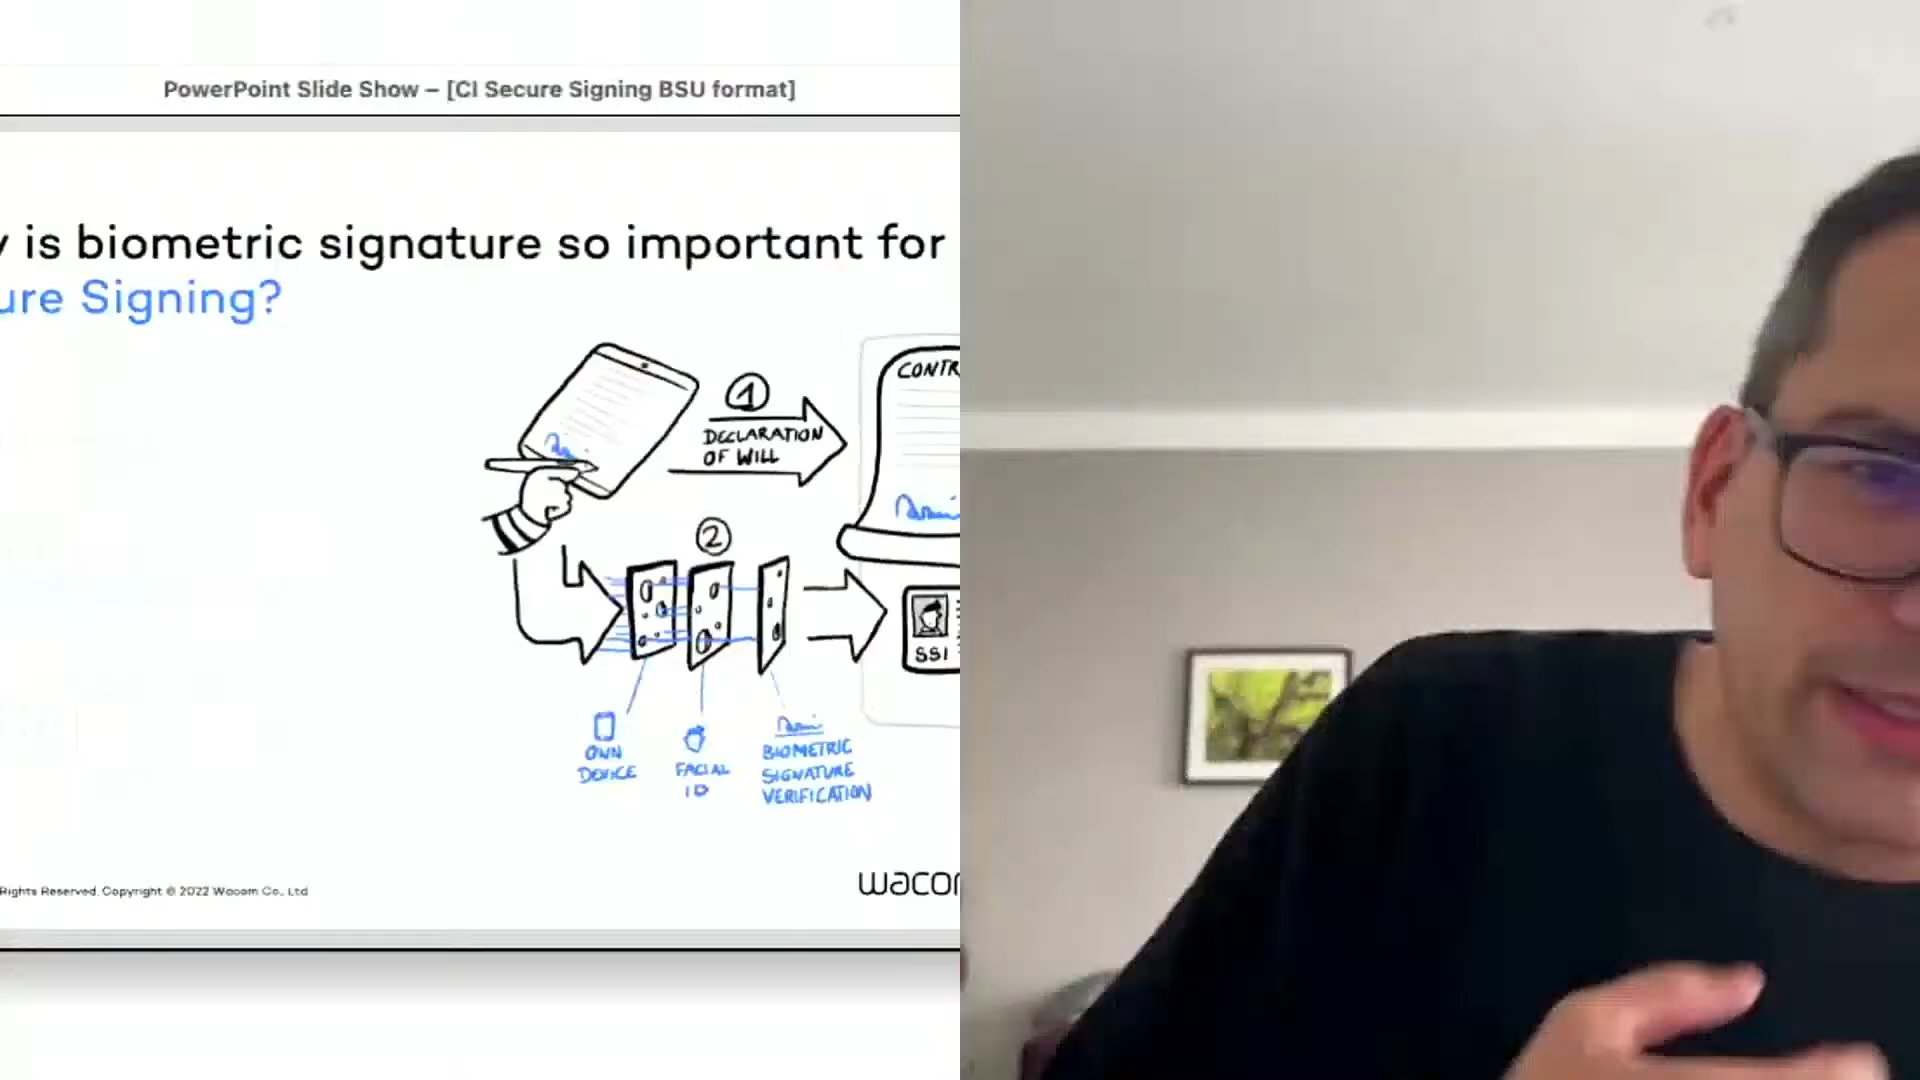 PowerPoint Slide Show – [CI Secure Signing BSU format]
y is biometric signature so important for
ure Signing?
CONTR
1
DECLARATION
OF WILL
2
SSI
OWN
DEVICE
FACIAL
ID
BIOMETRIC
SIGNATURE
VERIFICATION
Rights Reserved. Copyright © 2022 Wacom Co., Ltd
wacom